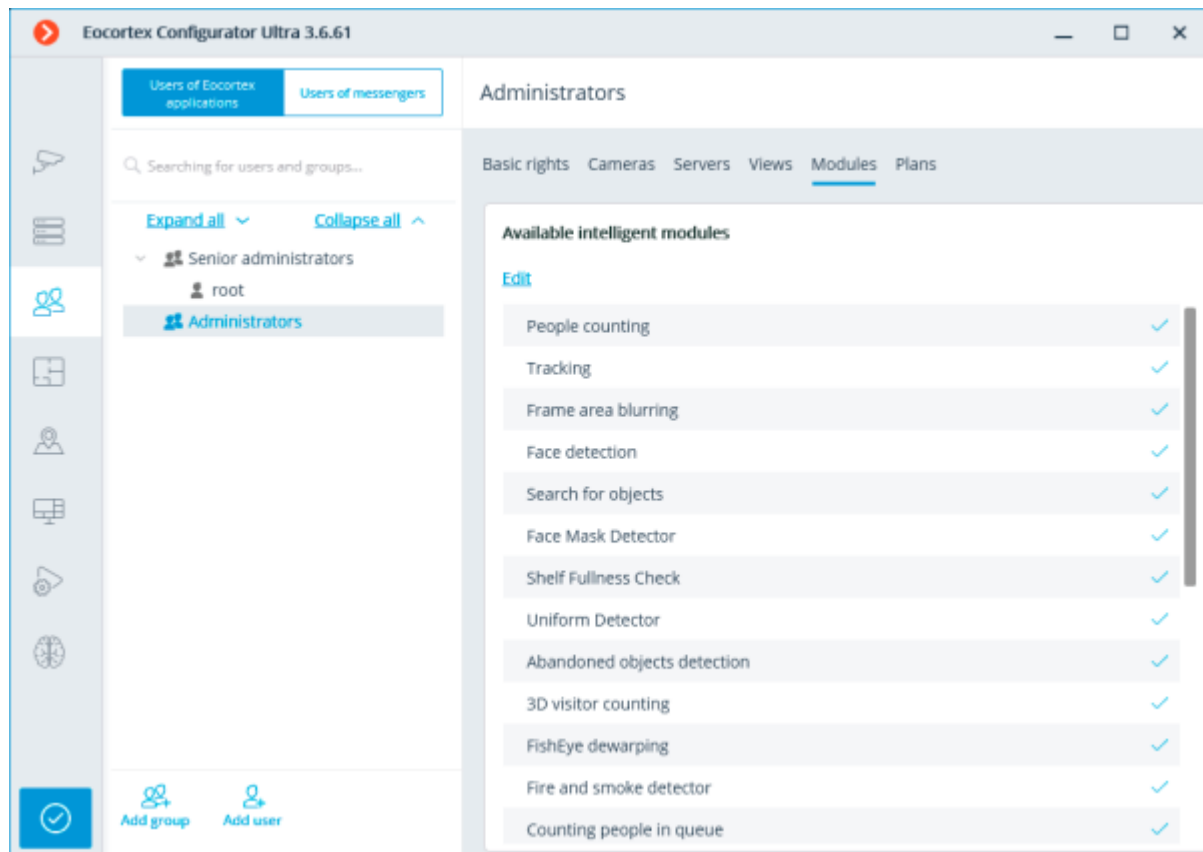 Eocortex Configurator Ultra 3.6.61
Users of Eocortex
applications
Users of messengers
Searching for users and groups...
Expand all
Collapse all
Senior administrators
root
Administrators
Add group
Add user
Administrators
Basic rights
Cameras
Servers
Views
Modules
Plans
Available intelligent modules
Edit
People counting
Tracking
Frame area blurring
Face detection
Search for objects
Face Mask Detector
Shelf Fullness Check
Uniform Detector
Abandoned objects detection
3D visitor counting
FishEye dewarping
Fire and smoke detector
Counting people in queue